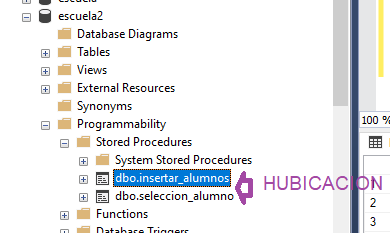 escuela2
Database Diagrams
Tables
Views
External Resources
Synonyms
Programmability
Stored Procedures
System Stored Procedures
dbo.insertar_alumnos
HUBICACION
dbo.seleccion_alumno
Functions
Database Triggers
100 %
1
2
3